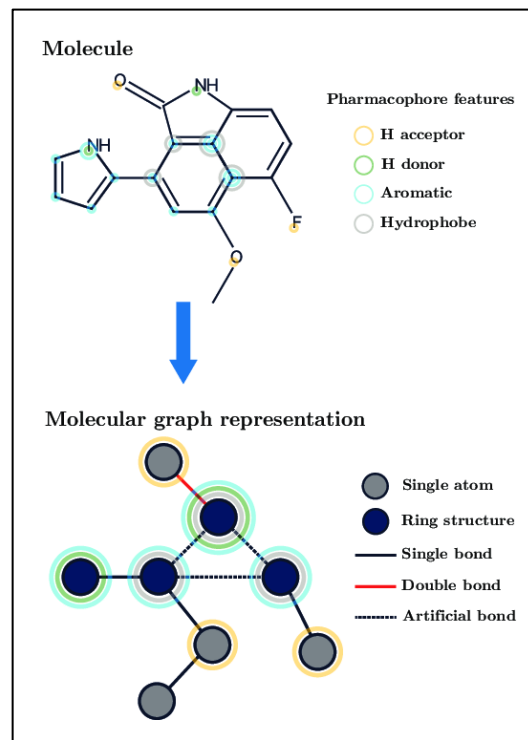 Molecule
O
NH
Pharmacophore features
H acceptor
NH
H donor
Aromatic
F
Hydrophobe
O
Molecular graph representation
Single atom
Ring structure
Single bond
Double bond
Artificial bond